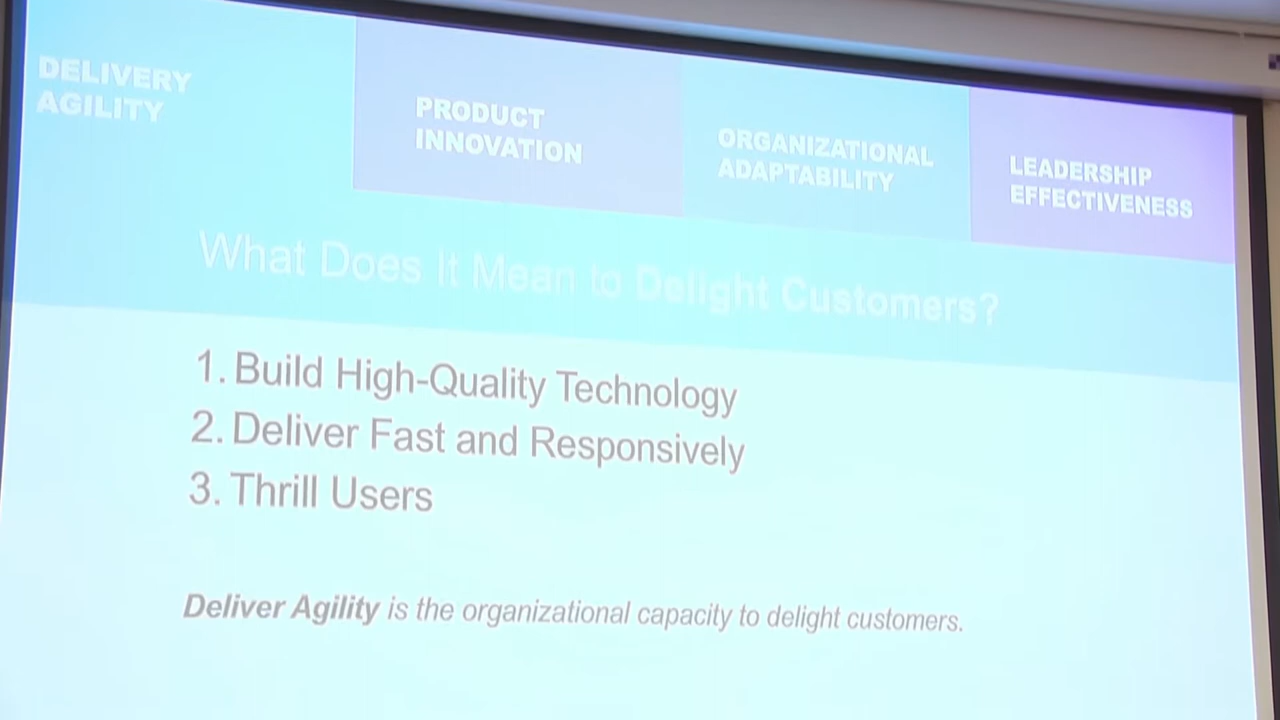 DELIVERY
AGILITY
PRODUCT
INNOVATION
ORGANIZATIONAL
ADAPTABILITY
LEADERSHIP
EFFECTIVENESS
What Does It Mean to Delight Customers?
1. Build High-Quality Technology
2. Deliver Fast and Responsively
3. Thrill Users
Deliver Agility is the organizational capacity to delight customers.